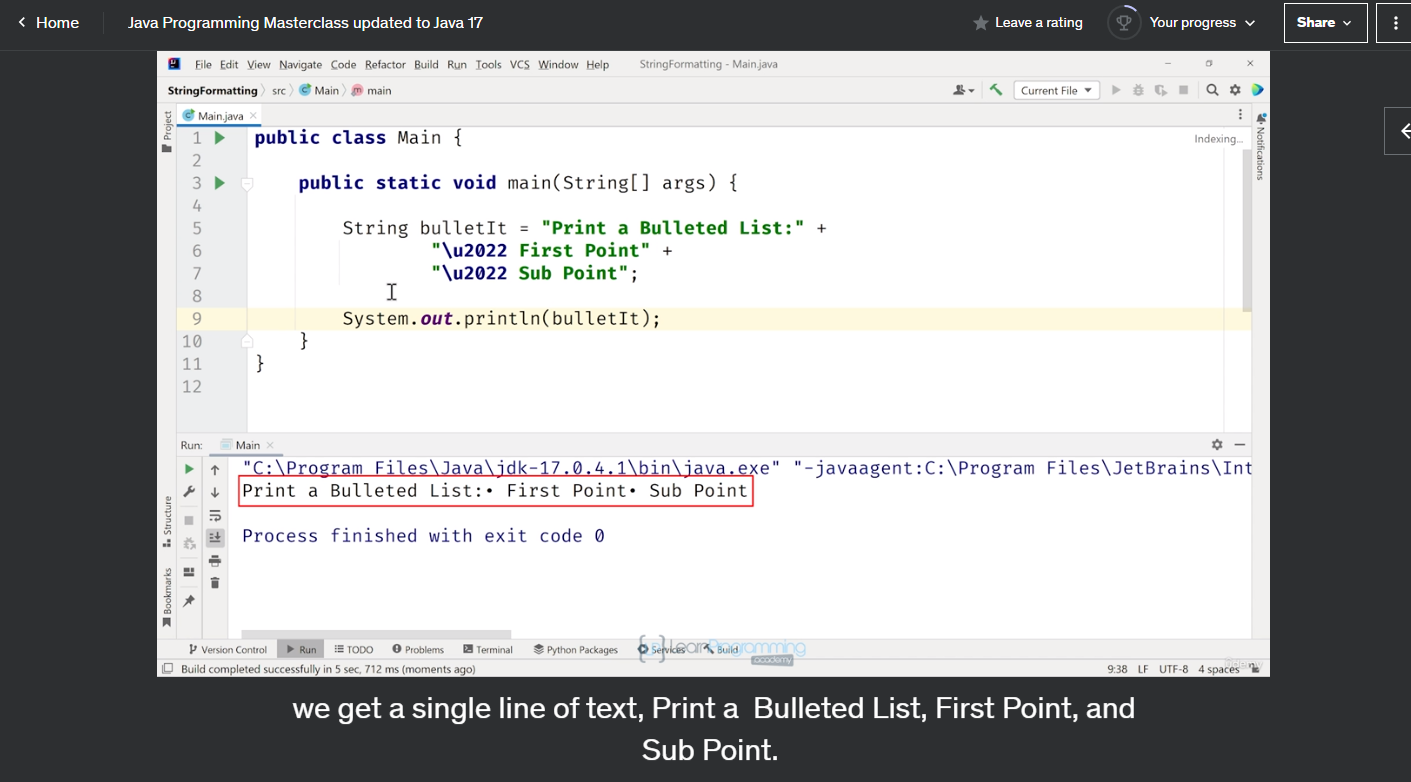 Home
Java Programming Masterclass updated to Java 17
Leave a rating
Your progress
Share
File Edit View Navigate Code Refactor Build Run Tools VCS Window Help StringFormatting - Main.java
StringFormatting src Main main
Current File
Project
Main.java
Notifications
Indexing...
1 public class Main {
2
3 public static void main(String[] args) {
4
5 String bulletIt = "Print a Bulleted List:" +
6 "\u2022 First Point" +
7 "\u2022 Sub Point";
8
9 System.out.println(bulletIt);
10 }
11 }
12
Run: Main
"C:\Program Files\Java\jdk-17.0.4.1\bin\java.exe" "-javaagent:C:\Program Files\JetBrains\Int
Print a Bulleted List:• First Point• Sub Point
Process finished with exit code 0
Structure
Bookmarks
Version Control Run TODO Problems Terminal Python Packages Services Build
LearnProgramming
academy
Build completed successfully in 5 sec, 712 ms (moments ago)
9:38 LF UTF-8 4 spaces
udemy
we get a single line of text, Print a Bulleted List, First Point, and
Sub Point.